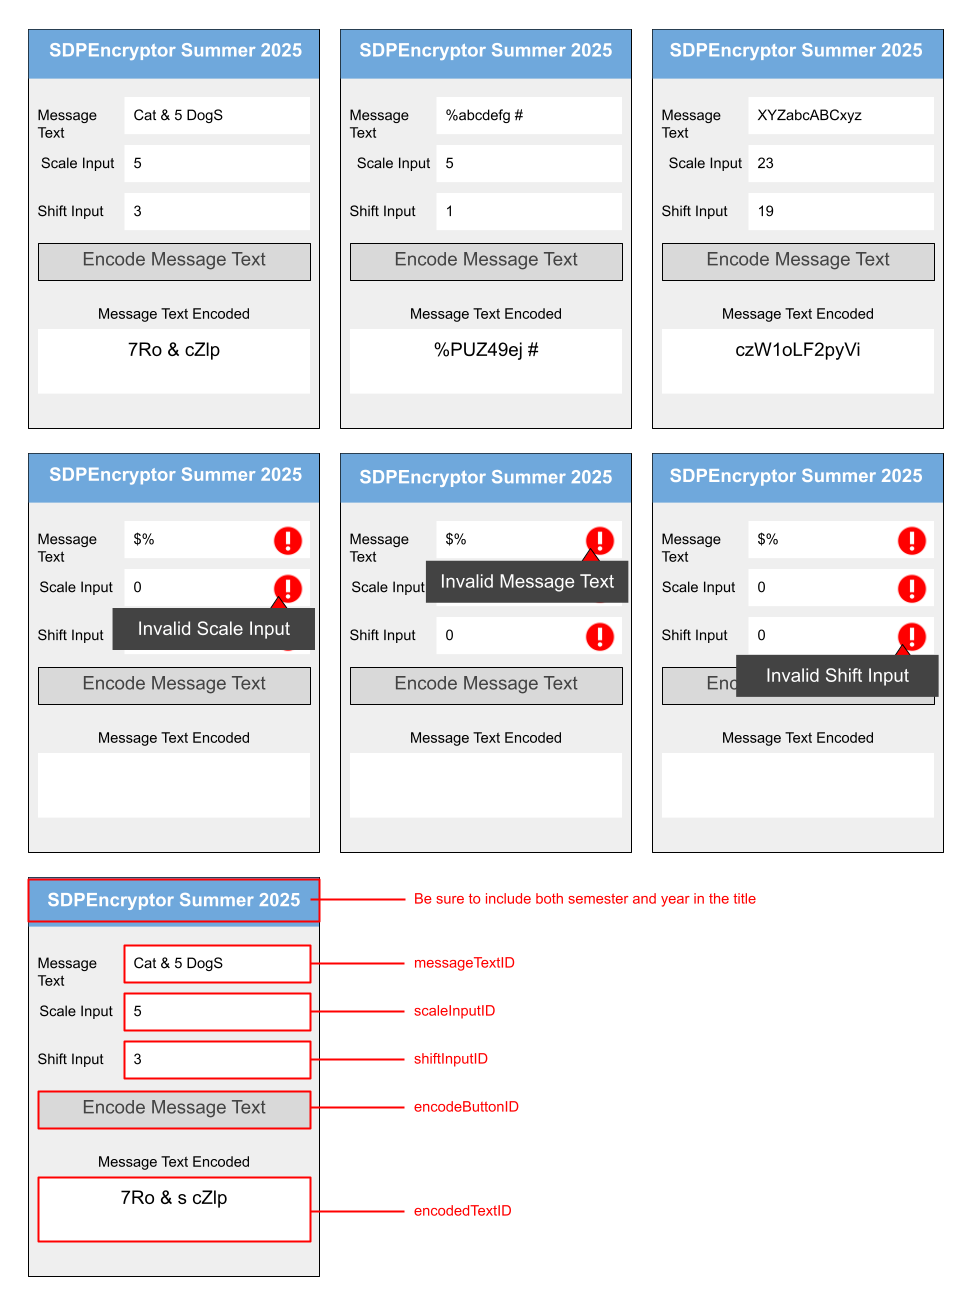 SDPEncryptor Summer 2025
Message
Text
Cat & 5 DogS
Scale Input
5
Shift Input
3
Encode Message Text
Message Text Encoded
7Ro & cZlp
SDPEncryptor Summer 2025
Message
Text
%abcdefg #
Scale Input
5
Shift Input
1
Encode Message Text
Message Text Encoded
%PUZ49ej #
SDPEncryptor Summer 2025
Message
Text
XYZabcABCxyz
Scale Input
23
Shift Input
19
Encode Message Text
Message Text Encoded
czW1oLF2pyVi
SDPEncryptor Summer 2025
Message
Text
$%
Scale Input
0
Invalid Scale Input
Shift Input
Encode Message Text
Message Text Encoded
SDPEncryptor Summer 2025
Message
Text
$%
Invalid Message Text
Scale Input
Shift Input
0
Encode Message Text
Message Text Encoded
SDPEncryptor Summer 2025
Message
Text
$%
Scale Input
0
Shift Input
0
Invalid Shift Input
Enc
Message Text Encoded
SDPEncryptor Summer 2025
Be sure to include both semester and year in the title
Message
Text
Cat & 5 DogS
messageTextID
Scale Input
5
scaleInputID
Shift Input
3
shiftInputID
Encode Message Text
encodeButtonID
Message Text Encoded
7Ro & s cZlp
encodedTextID